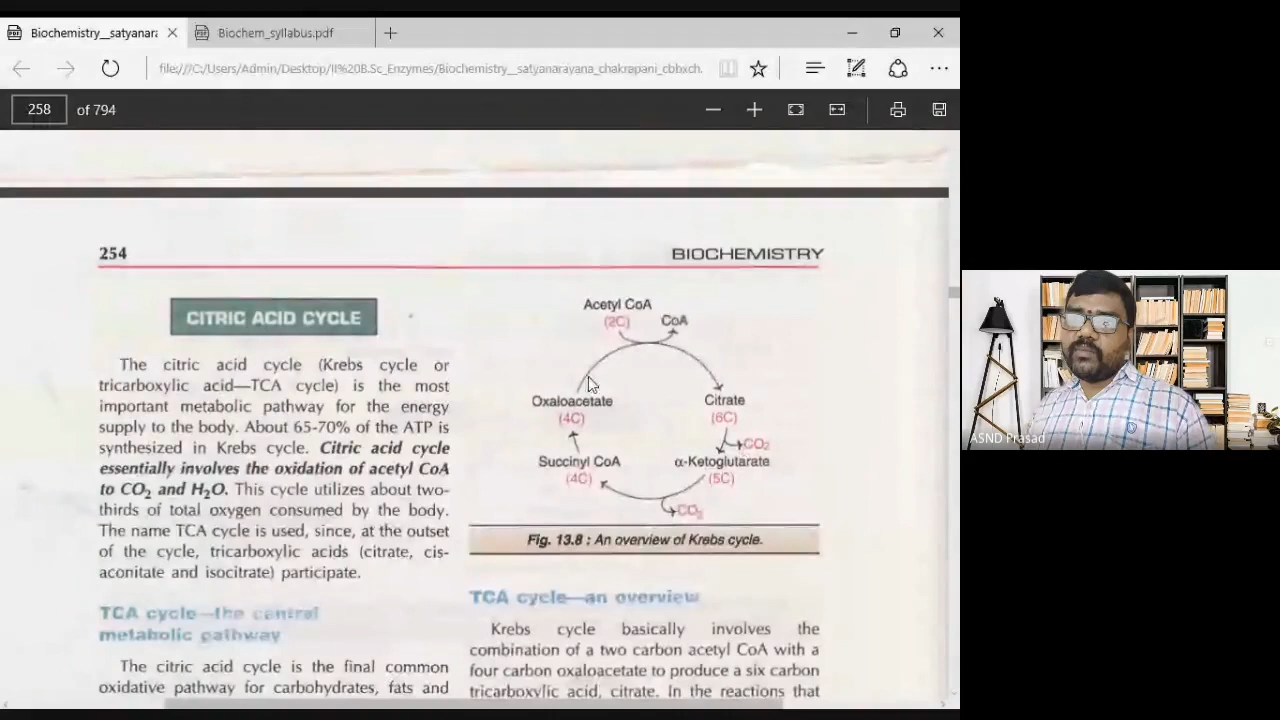 Biochemistry__satyanara
Biochem_syllabus.pdf
file:///C:/Users/Admin/Desktop/II%20B.Sc_Enzymes/Biochemistry__satyanarayana_chakrapani_cbbxch.
258 of 794
254
BIOCHEMISTRY
CITRIC ACID CYCLE
The citric acid cycle (Krebs cycle or
tricarboxylic acid—TCA cycle) is the most
important metabolic pathway for the energy
supply to the body. About 65-70% of the ATP is
synthesized in Krebs cycle. Citric acid cycle
essentially involves the oxidation of acetyl CoA
to CO₂ and H₂O. This cycle utilizes about two-
thirds of total oxygen consumed by the body.
The name TCA cycle is used, since, at the outset
of the cycle, tricarboxylic acids (citrate, cis-
aconitate and isocitrate) participate.
TCA cycle—the central
metabolic pathway
The citric acid cycle is the final common
oxidative pathway for carbohydrates, fats and
Acetyl CoA
(2C)
CoA
Oxaloacetate
(4C)
Citrate
(6C)
CO₂
Succinyl CoA
(4C)
α-Ketoglutarate
(5C)
CO₂
Fig. 13.8 : An overview of Krebs cycle.
TCA cycle—an overview
Krebs cycle basically involves the
combination of a two carbon acetyl CoA with a
four carbon oxaloacetate to produce a six carbon
tricarboxylic acid, citrate. In the reactions that
ASND Prasad